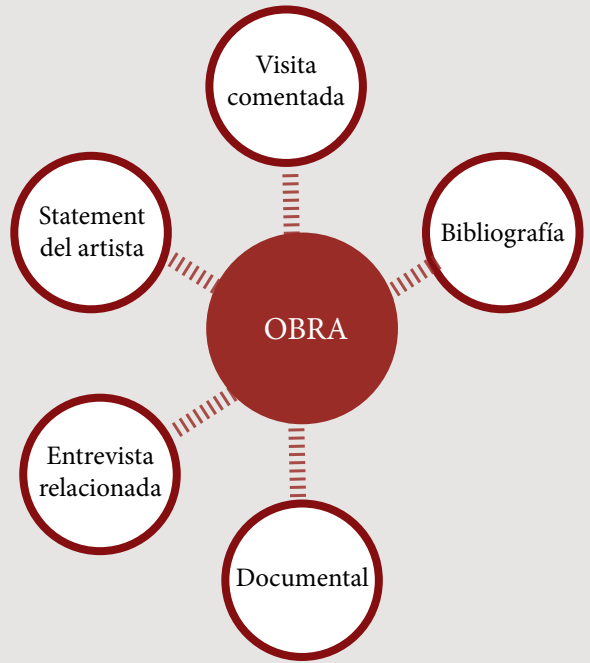 Visita
comentada
Statement
del artista
Bibliografía
OBRA
Entrevista
relacionada
Documental